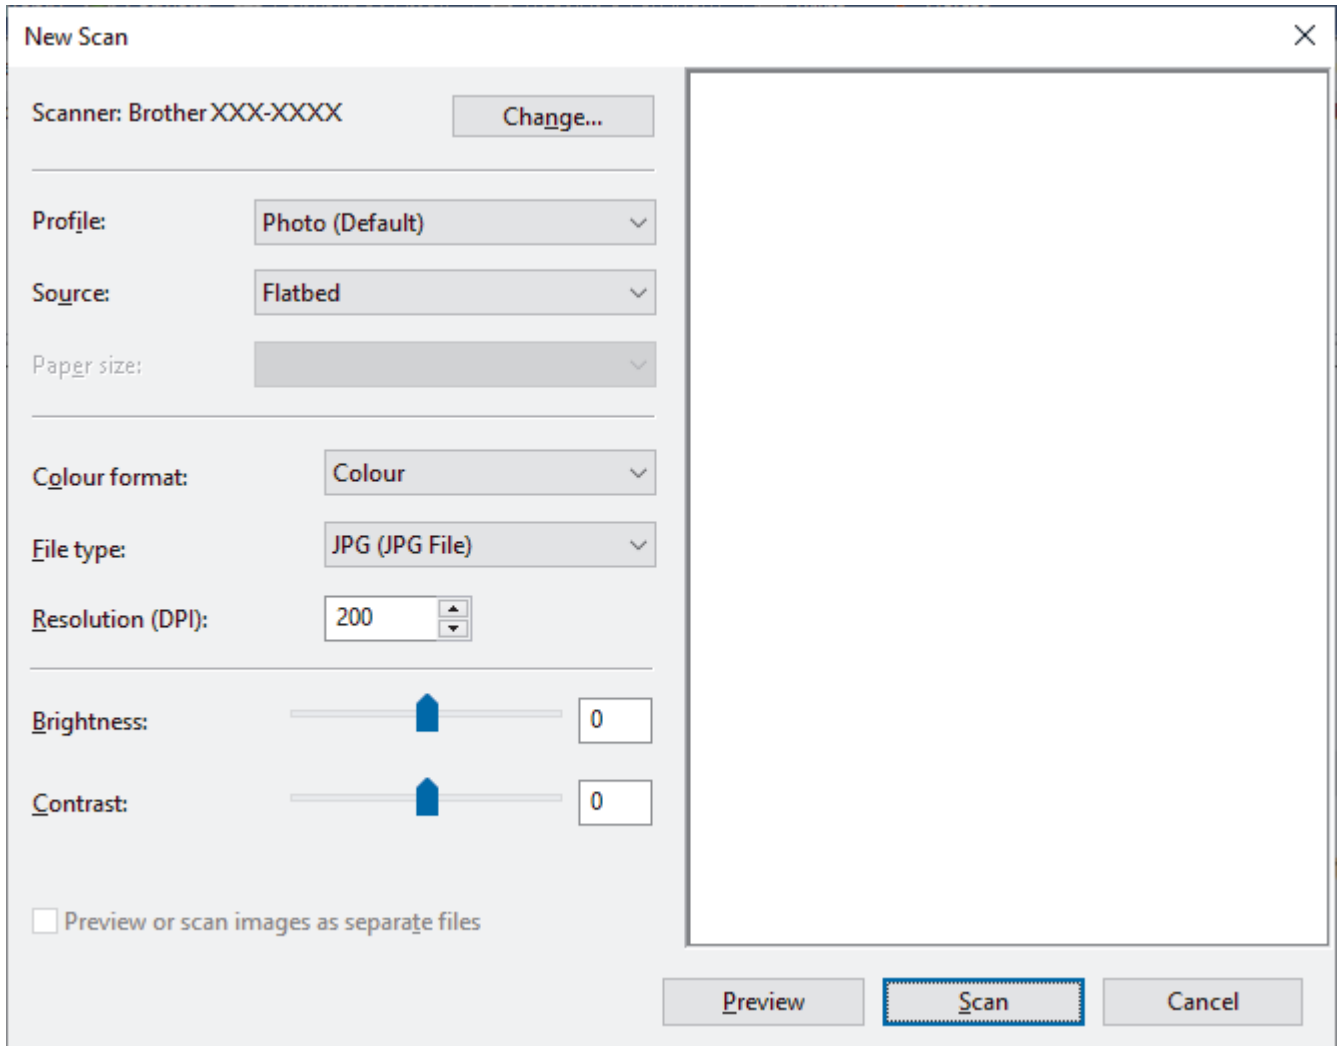 New Scan
Scanner: Brother XXX-XXXX
Change...
Profile: Photo (Default)
Source: Flatbed
Paper size:
Colour format: Colour
File type: JPG (JPG File)
Resolution (DPI): 200
Brightness: 0
Contrast: 0
Preview or scan images as separate files
Preview Scan Cancel